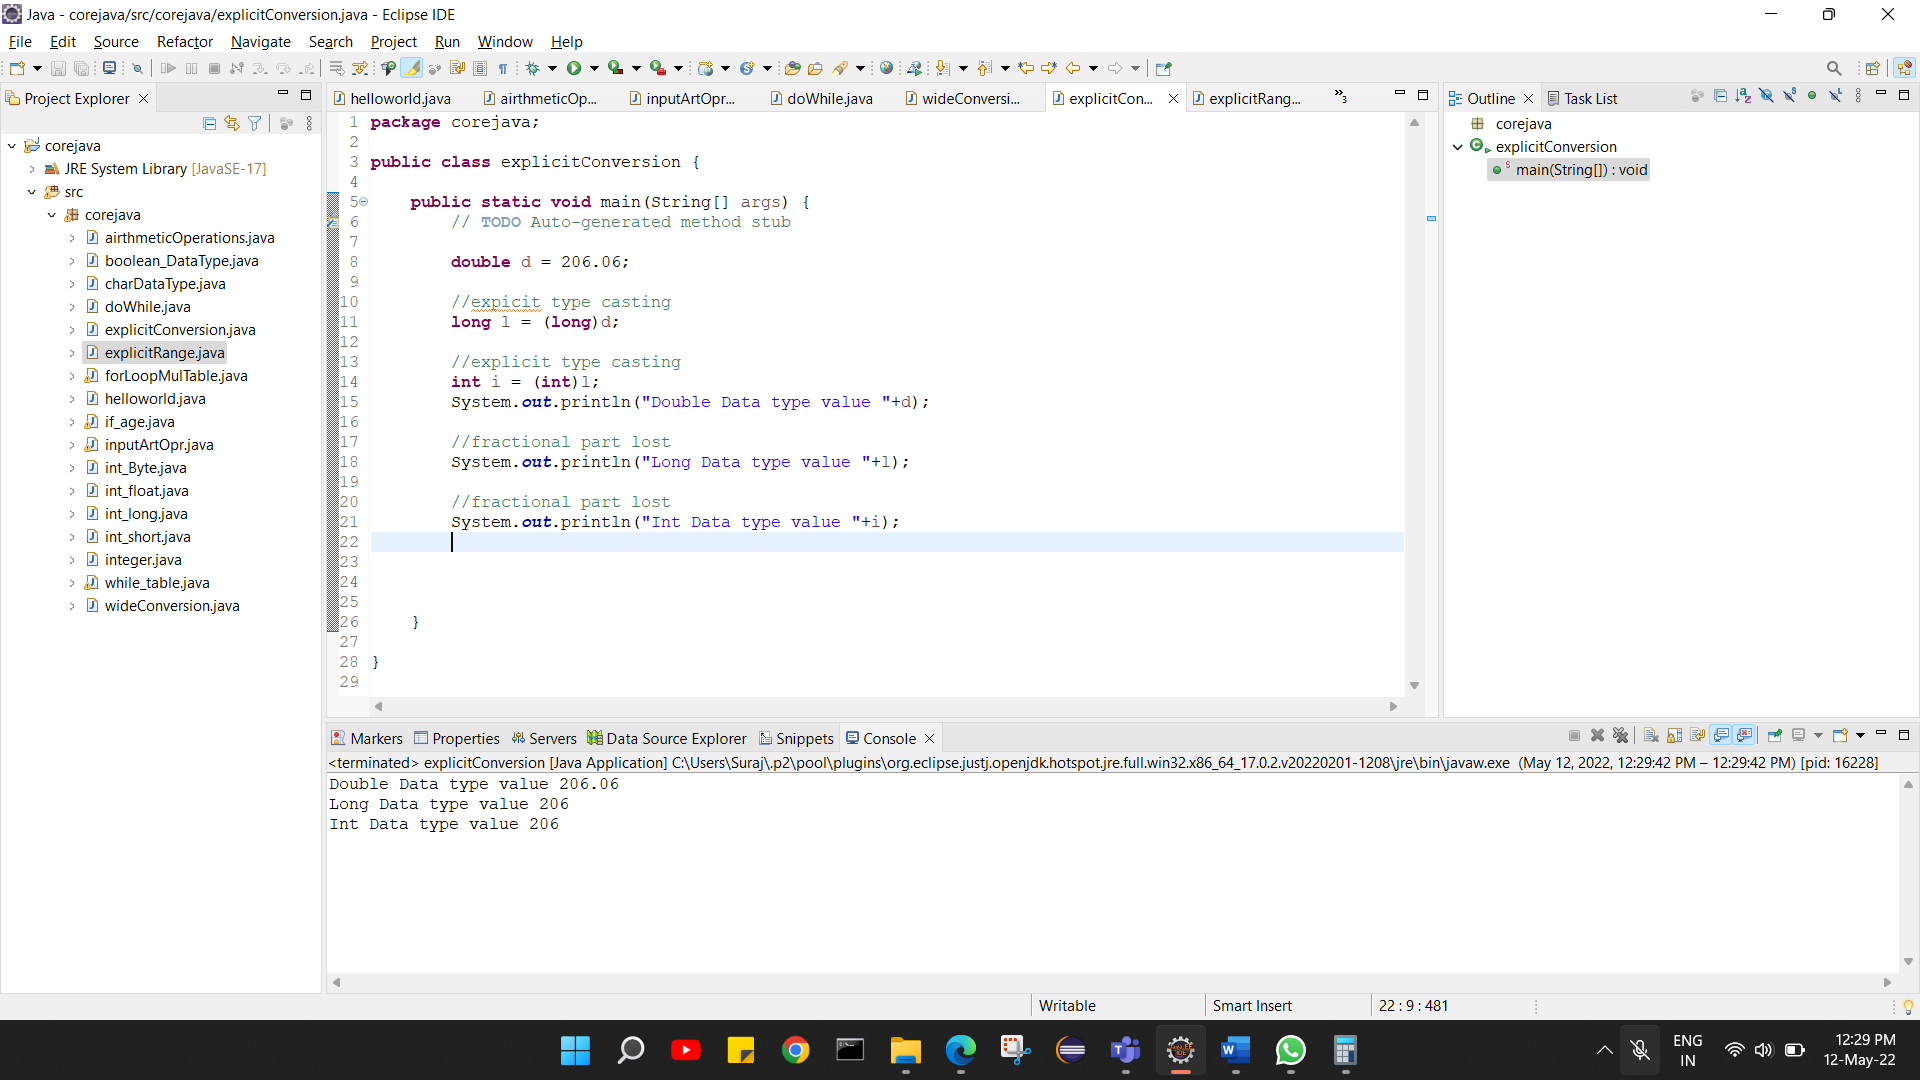 Java - corejava/src/corejava/explicitConversion.java - Eclipse IDE
File Edit Source Refactor Navigate Search Project Run Window Help
Project Explorer
corejava
JRE System Library [JavaSE-17]
src
corejava
airthmeticOperations.java
boolean_DataType.java
charDataType.java
doWhile.java
explicitConversion.java
explicitRange.java
forLoopMulTable.java
helloworld.java
if_age.java
inputArtOpr.java
int_Byte.java
int_float.java
int_long.java
int_short.java
integer.java
while_table.java
wideConversion.java
helloworld.java airthmeticOp... inputArtOpr... doWhile.java wideConversi... explicitCon... explicitRang... »3
1 package corejava;
2
3 public class explicitConversion {
4
5 public static void main(String[] args) {
6 // TODO Auto-generated method stub
7
8 double d = 206.06;
9
10 //expicit type casting
11 long l = (long)d;
12
13 //explicit type casting
14 int i = (int)l;
15 System.out.println("Double Data type value "+d);
16
17 //fractional part lost
18 System.out.println("Long Data type value "+l);
19
20 //fractional part lost
21 System.out.println("Int Data type value "+i);
22
23
24
25
26 }
27
28 }
29
Outline Task List
corejava
explicitConversion
main(String[]) : void
Markers Properties Servers Data Source Explorer Snippets Console
<terminated> explicitConversion [Java Application] C:\Users\Suraj\.p2\pool\plugins\org.eclipse.justj.openjdk.hotspot.jre.full.win32.x86_64_17.0.2.v20220201-1208\jre\bin\javaw.exe (May 12, 2022, 12:29:42 PM – 12:29:42 PM) [pid: 16228]
Double Data type value 206.06
Long Data type value 206
Int Data type value 206
Writable Smart Insert 22 : 9 : 481
ENG
IN
12:29 PM
12-May-22